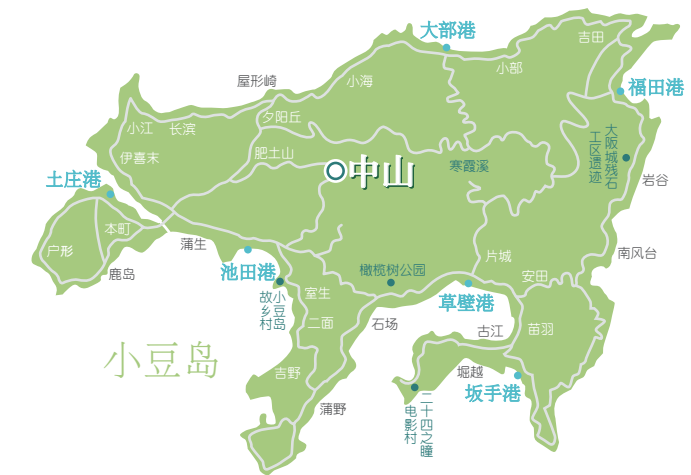 大部港
吉田
小部
屋形崎
小海
福田港
夕阳丘
小江
长滨
大阪城残石
工区遗迹
伊喜末
肥土山
中山
寒霞溪
土庄港
岩谷
本町
蒲生
户形
南风台
片城
鹿岛
池田港
橄榄树公园
安田
室生
小豆岛
故乡村
草壁港
二面
石场
古江
苗羽
小豆岛
吉野
堀越
坂手港
蒲野
二十四之瞳
电影村